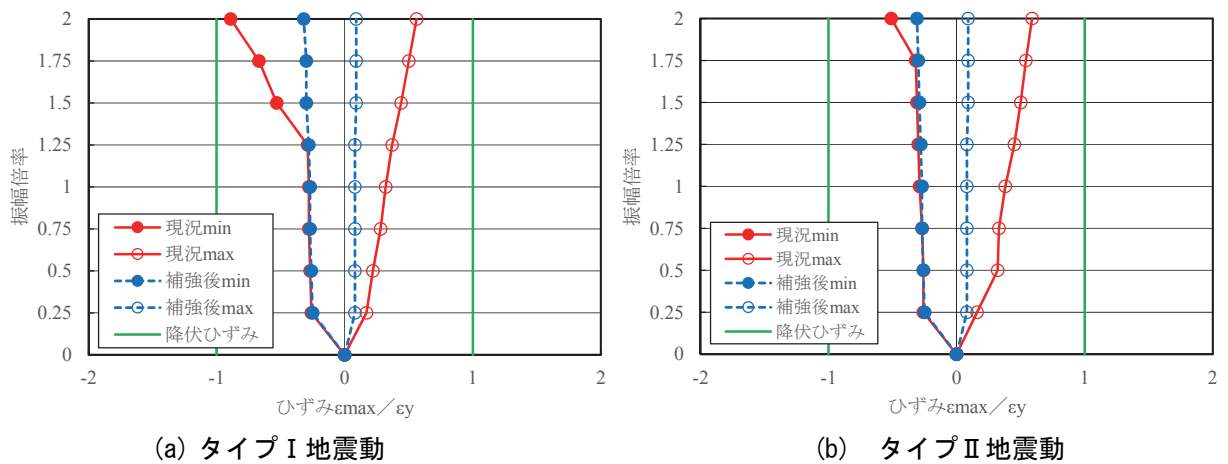 2
1.75
1.5
1.25
1
0.75
0.5
0.25
0
振幅倍率
現況min
現況max
補強後min
補強後max
降伏ひずみ
-2 -1 0 1 2
ひずみεmax／εy
(a) タイプⅠ地震動
2
1.75
1.5
1.25
1
0.75
0.5
0.25
0
振幅倍率
現況min
現況max
補強後min
補強後max
降伏ひずみ
-2 -1 0 1 2
ひずみεmax／εy
(b) タイプⅡ地震動